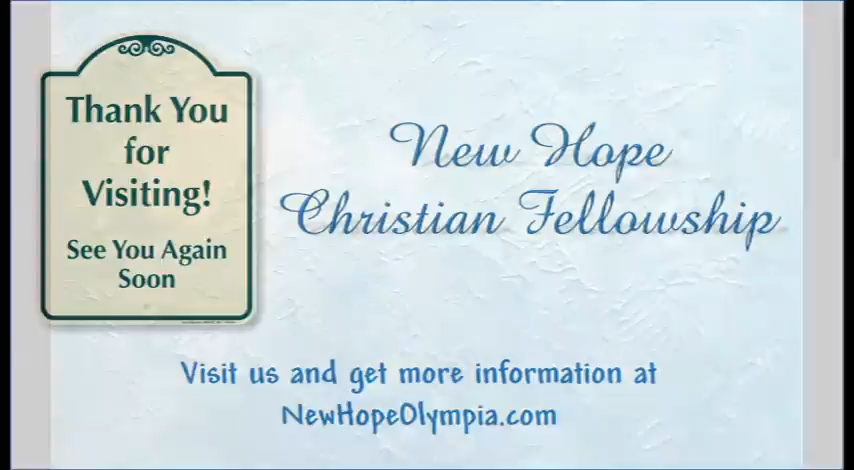 Thank You
for
Visiting!
See You Again
Soon
New Hope
Christian Fellowship
Visit us and get more information at
NewHopeOlympia.com